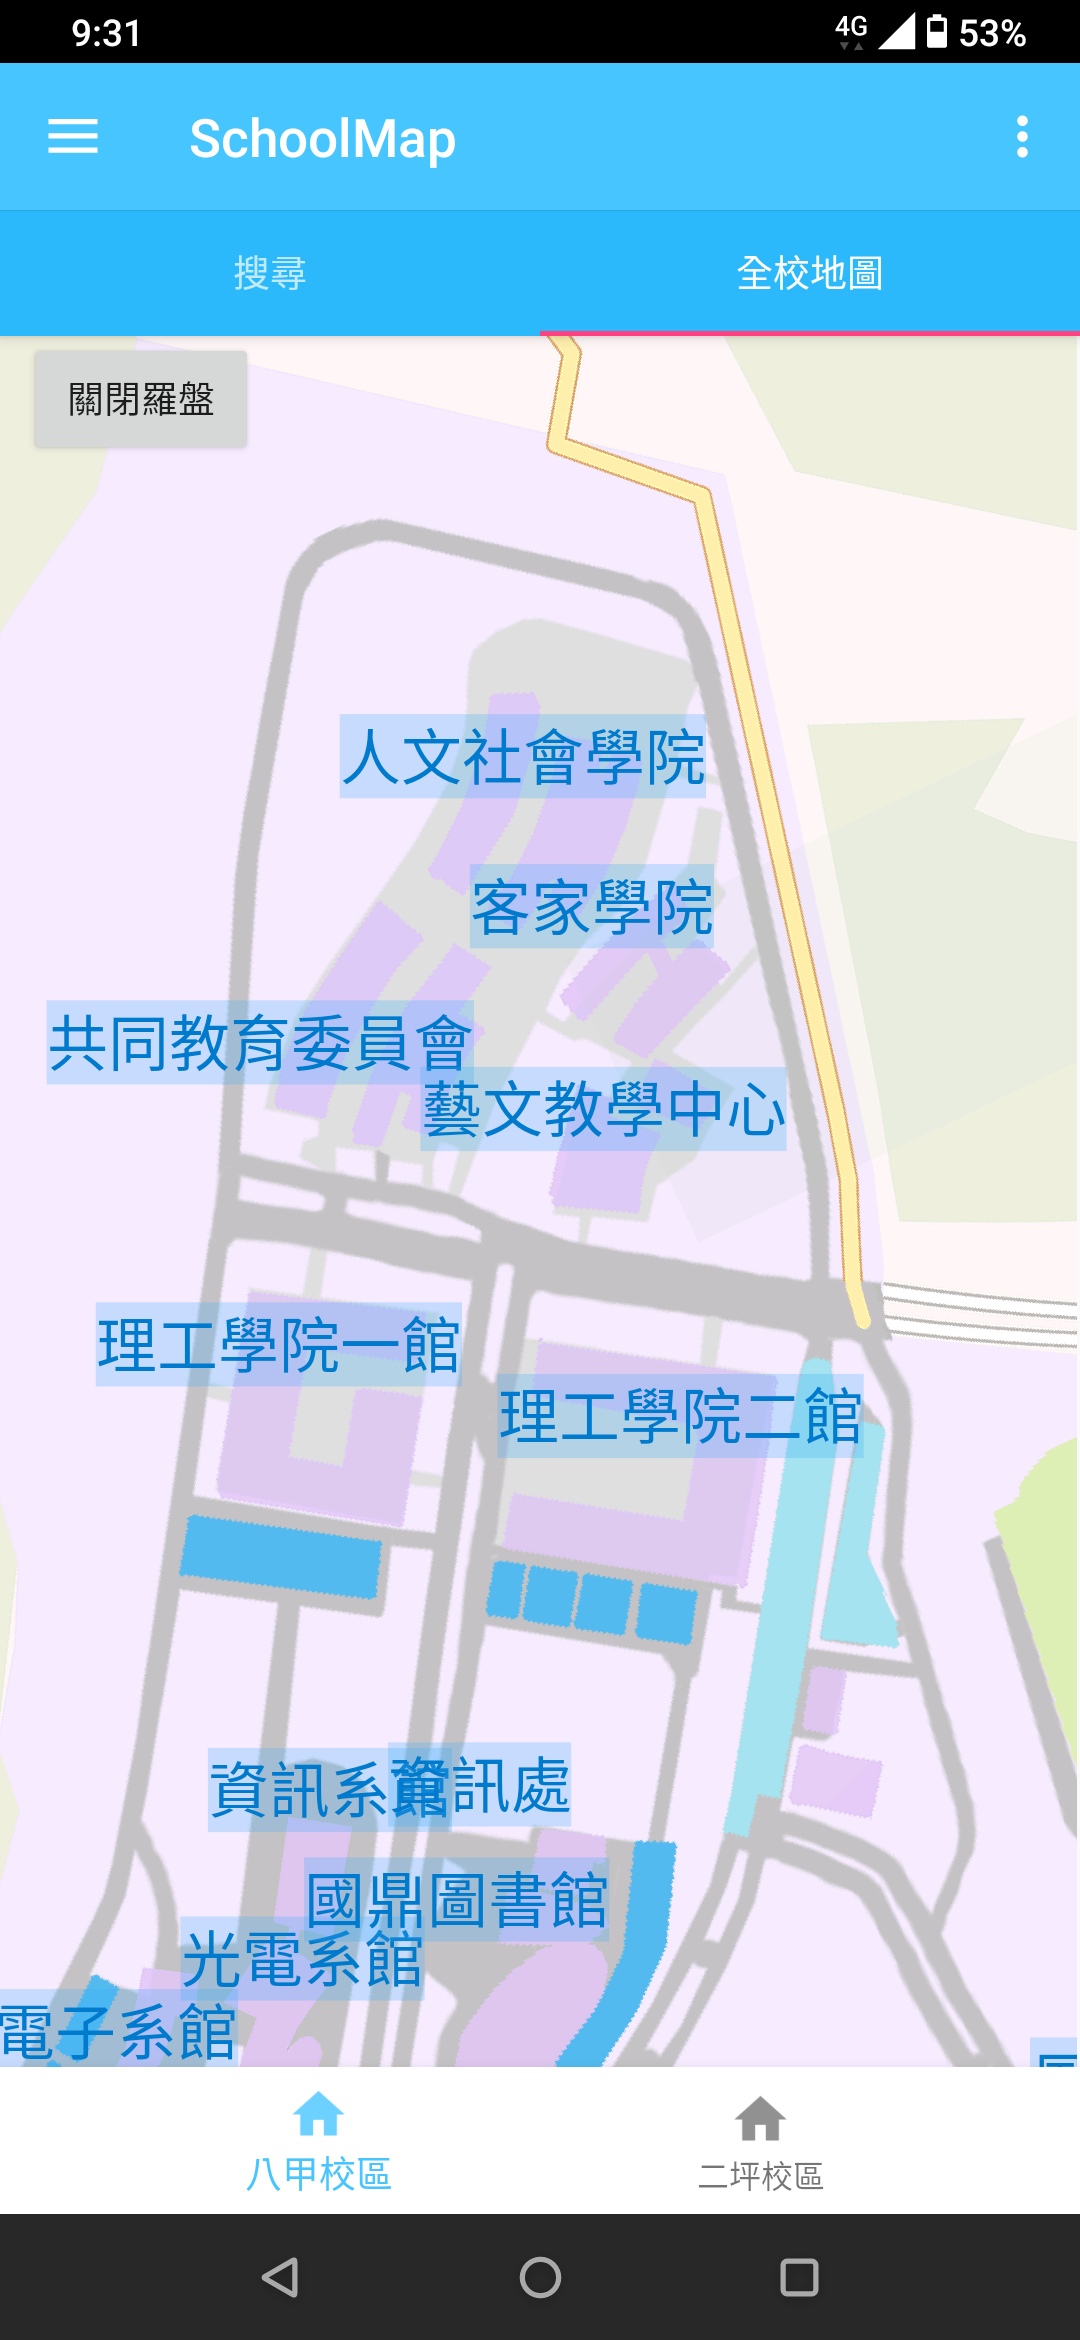 9:31
4G
53%
SchoolMap
搜尋
全校地圖
關閉羅盤
人文社會學院
客家學院
共同教育委員會
藝文教學中心
理工學院一館
理工學院二館
資訊系館
資訊處
國鼎圖書館
光電系館
電子系館
八甲校區
二坪校區